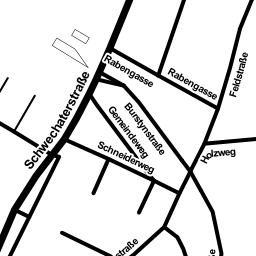 Rabengasse
Rabengasse
Feldstraße
Schwechaterstraße
Burstynstraße
Gemeindeweg
Schneiderweg
Holzweg